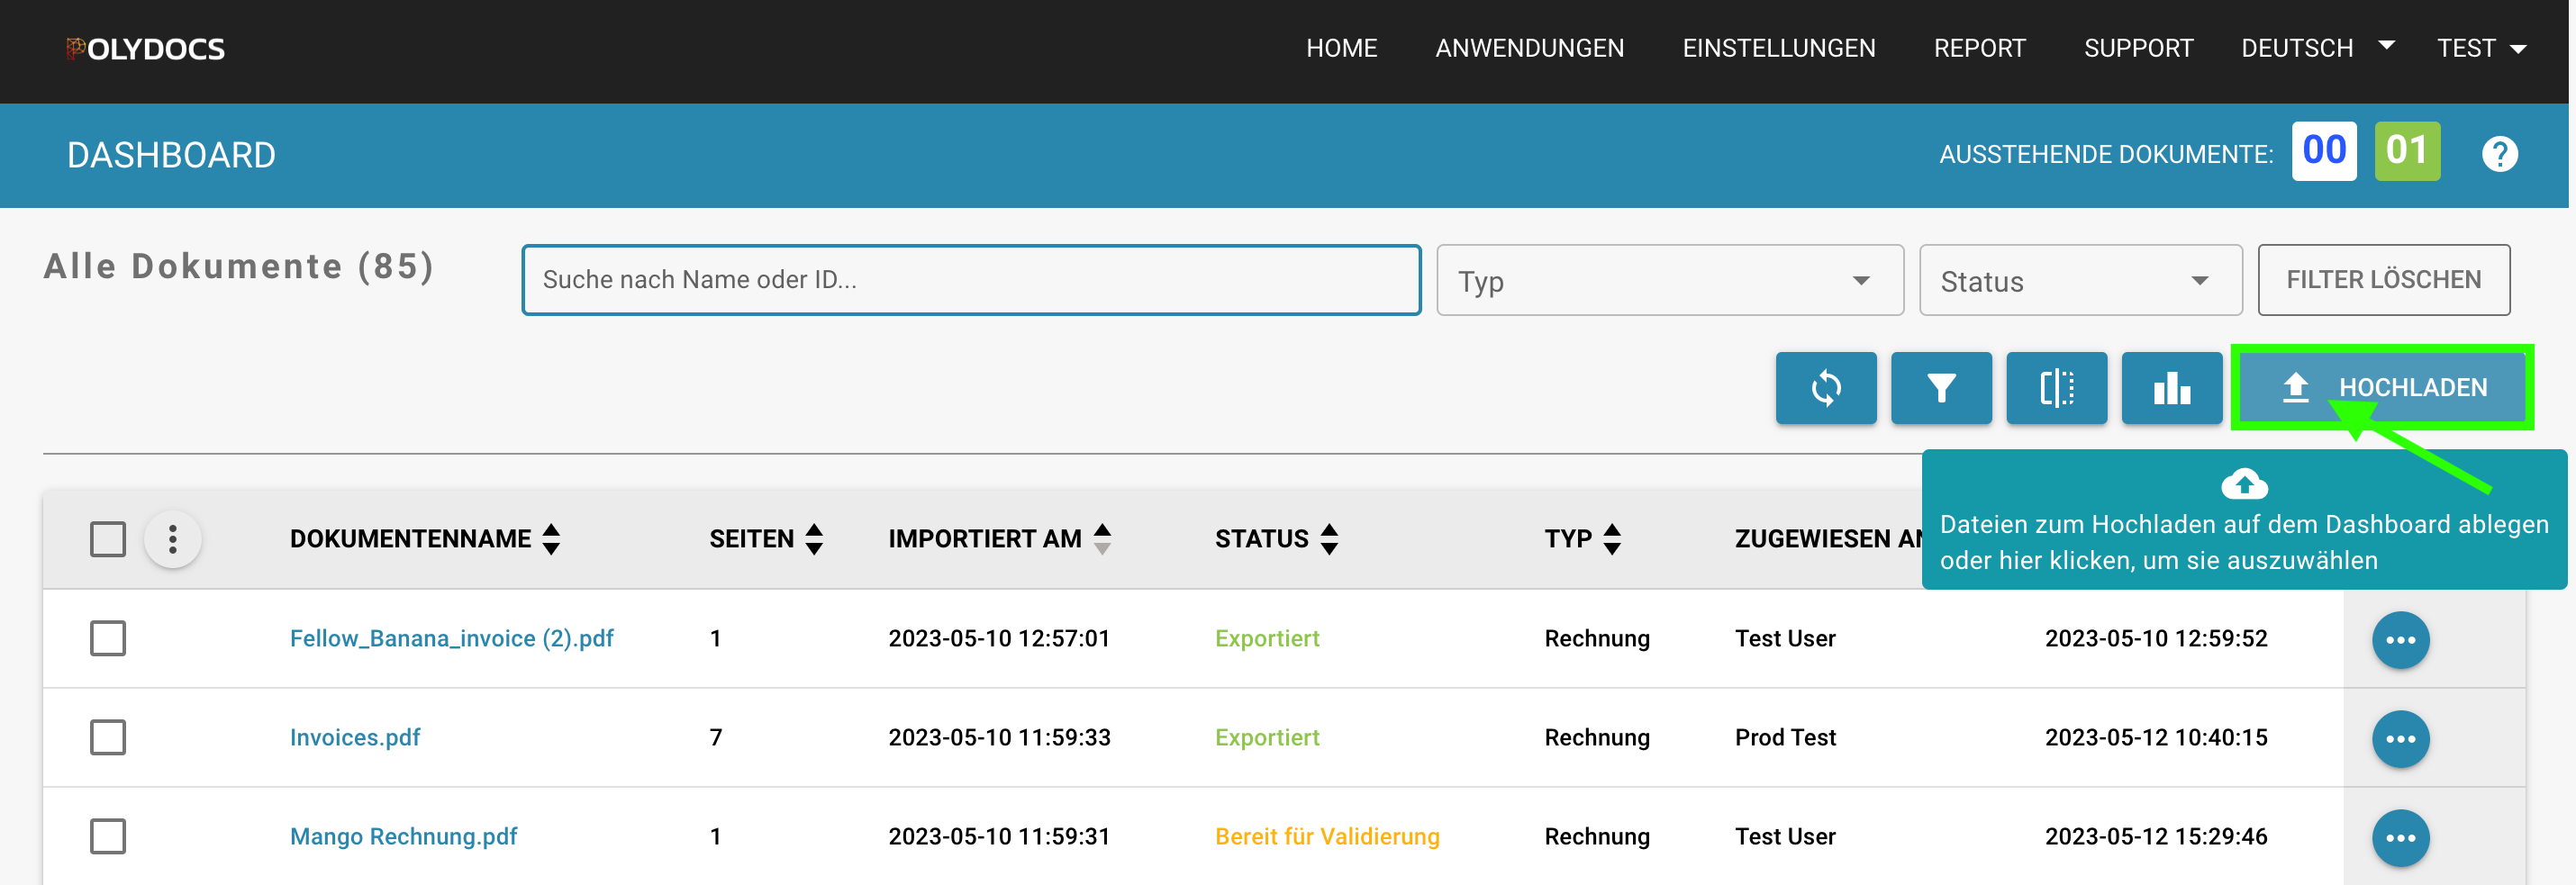 POLYDOCS
HOME ANWENDUNGEN EINSTELLUNGEN REPORT SUPPORT DEUTSCH TEST
DASHBOARD
AUSSTEHENDE DOKUMENTE: 00 01 ?
Alle Dokumente (85)
Suche nach Name oder ID...
Typ
Status
FILTER LÖSCHEN
HOCHLADEN
Dateien zum Hochladen auf dem Dashboard ablegen
oder hier klicken, um sie auszuwählen
DOKUMENTENNAME SEITEN IMPORTIERT AM STATUS TYP ZUGEWIESEN AN
Fellow_Banana_invoice (2).pdf 1 2023-05-10 12:57:01 Exportiert Rechnung Test User 2023-05-10 12:59:52
Invoices.pdf 7 2023-05-10 11:59:33 Exportiert Rechnung Prod Test 2023-05-12 10:40:15
Mango Rechnung.pdf 1 2023-05-10 11:59:31 Bereit für Validierung Rechnung Test User 2023-05-12 15:29:46